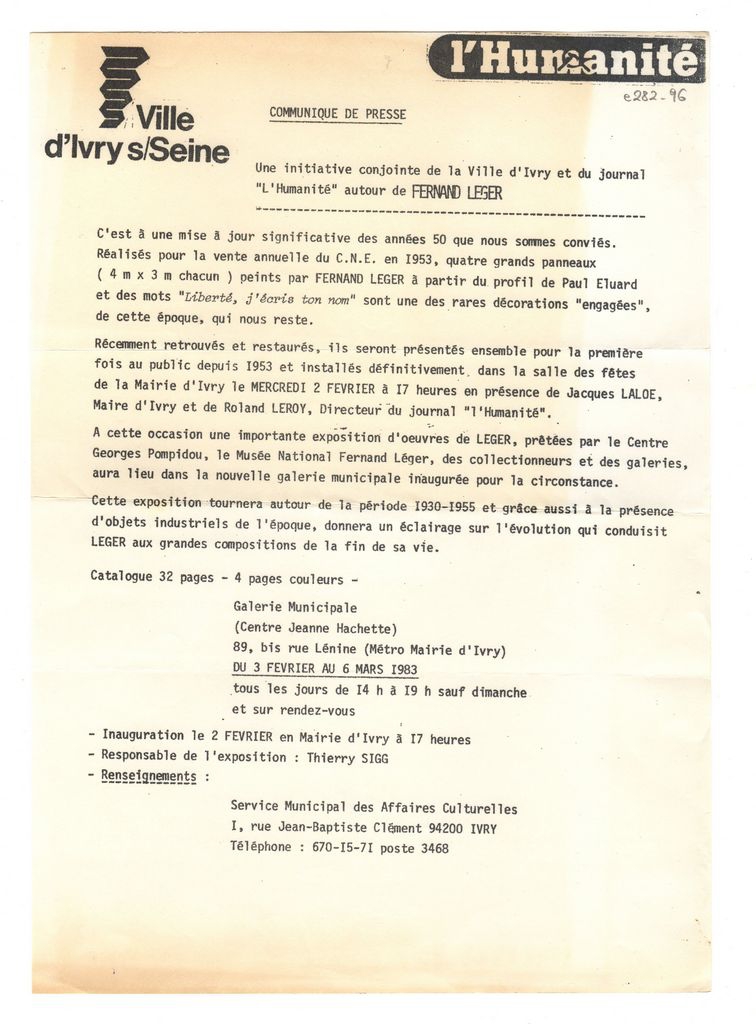 l'Humanité
e282-96
Ville
d'Ivry s/Seine
COMMUNIQUE DE PRESSE
Une initiative conjointe de la Ville d'Ivry et du journal
"L'Humanité" autour de FERNAND LEGER
C'est à une mise à jour significative des années 50 que nous sommes conviés.
Réalisés pour la vente annuelle du C.N.E. en I953, quatre grands panneaux
( 4 m x 3 m chacun ) peints par FERNAND LEGER à partir du profil de Paul Eluard
et des mots "Liberté, j'écris ton nom" sont une des rares décorations "engagées",
de cette époque, qui nous reste.
Récemment retrouvés et restaurés, ils seront présentés ensemble pour la première
fois au public depuis I953 et installés définitivement dans la salle des fêtes
de la Mairie d'Ivry le MERCREDI 2 FEVRIER à I7 heures en présence de Jacques LALOE,
Maire d'Ivry et de Roland LEROY, Directeur du journal "l'Humanité".
A cette occasion une importante exposition d'oeuvres de LEGER, prêtées par le Centre
Georges Pompidou, le Musée National Fernand Léger, des collectionneurs et des galeries,
aura lieu dans la nouvelle galerie municipale inaugurée pour la circonstance.
Cette exposition tournera autour de la période I930-I955 et grâce aussi à la présence
d'objets industriels de l'époque, donnera un éclairage sur l'évolution qui conduisit
LEGER aux grandes compositions de la fin de sa vie.
Catalogue 32 pages - 4 pages couleurs -
Galerie Municipale
(Centre Jeanne Hachette)
89, bis rue Lénine (Métro Mairie d'Ivry)
DU 3 FEVRIER AU 6 MARS I983
tous les jours de I4 h à I9 h sauf dimanche
et sur rendez-vous
- Inauguration le 2 FEVRIER en Mairie d'Ivry à I7 heures
- Responsable de l'exposition : Thierry SIGG
- Renseignements :
Service Municipal des Affaires Culturelles
I, rue Jean-Baptiste Clément 94200 IVRY
Téléphone : 670-I5-7I poste 3468